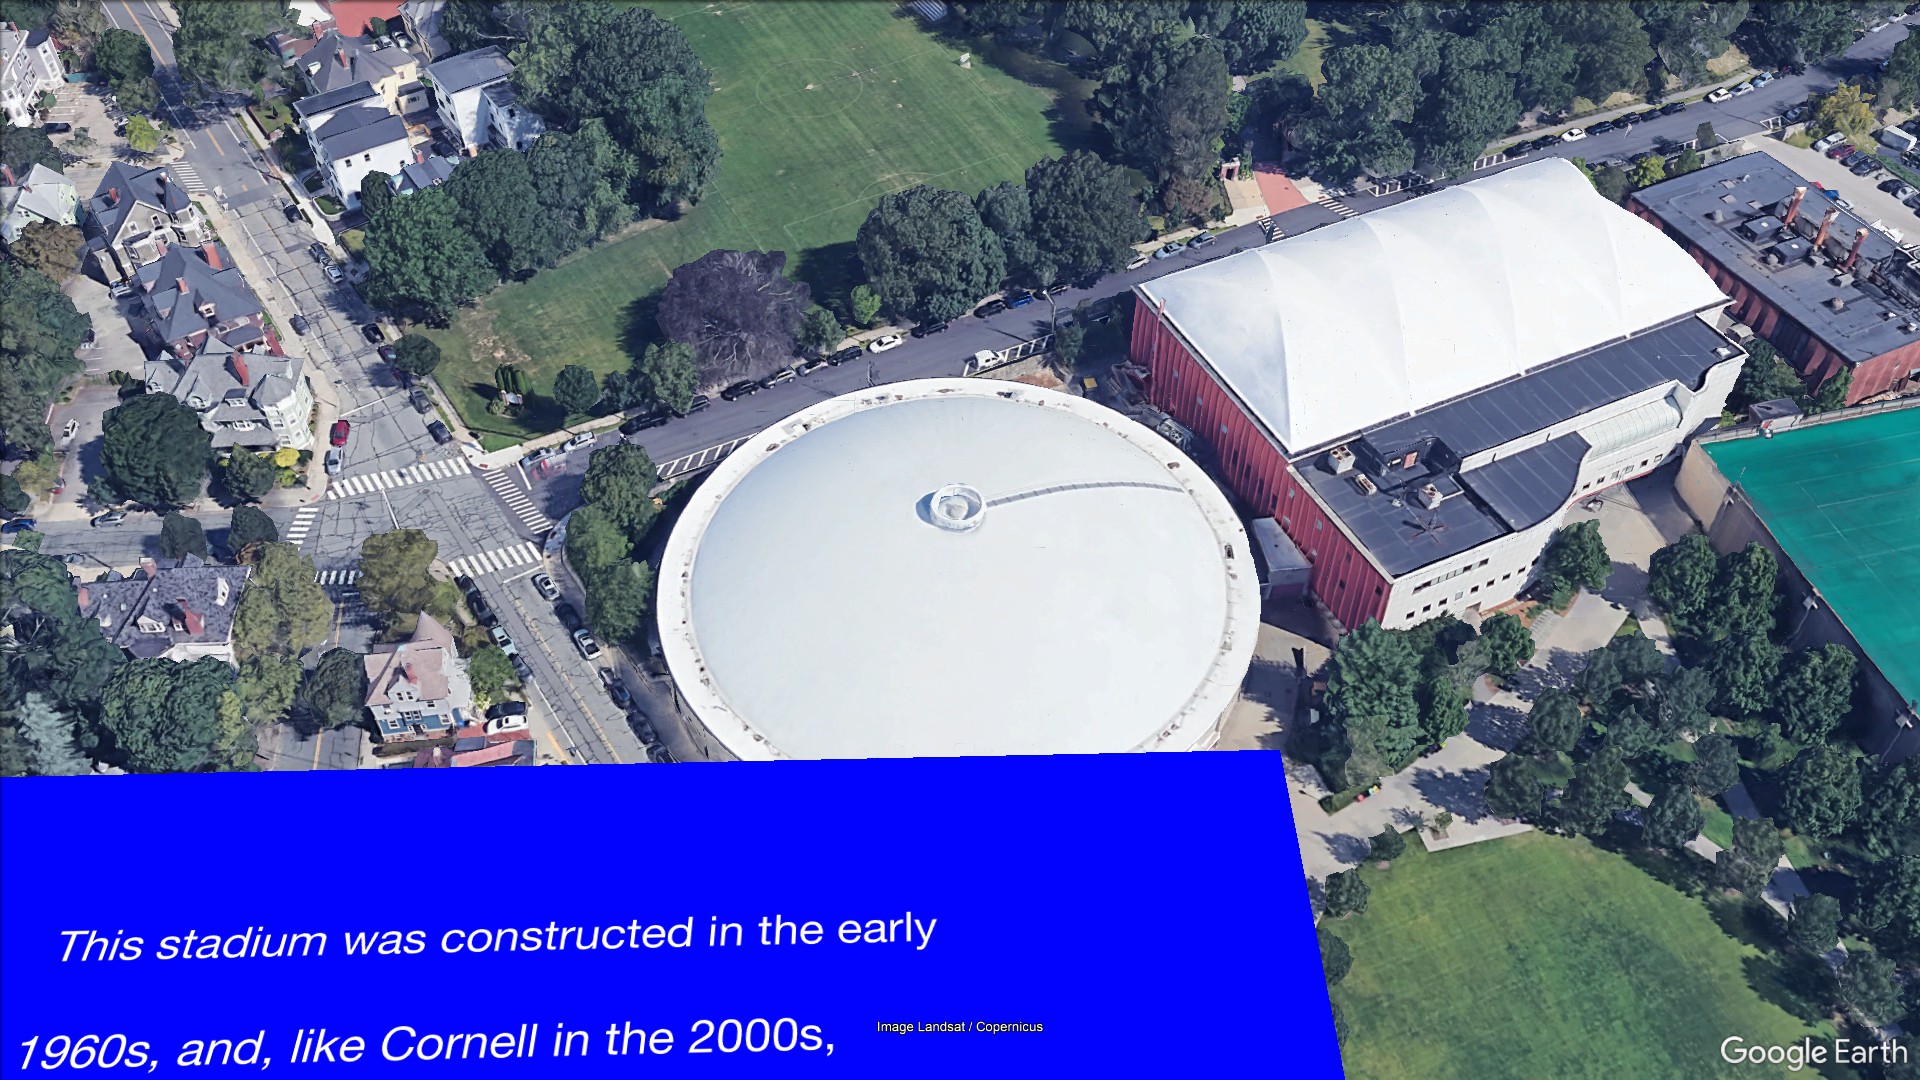 This stadium was constructed in the early
1960s, and, like Cornell in the 2000s,
Image Landsat / Copernicus
Google Earth